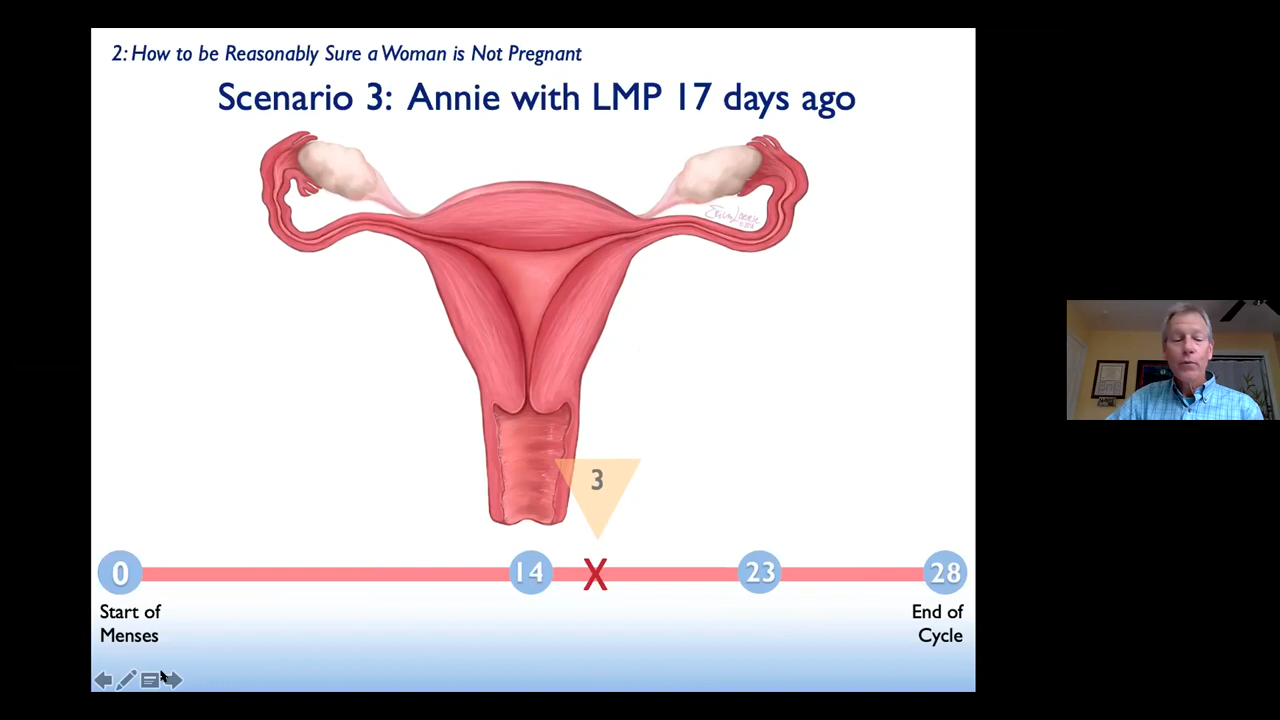 2: How to be Reasonably Sure a Woman is Not Pregnant
Scenario 3: Annie with LMP 17 days ago
3
0
14
X
23
28
Start of
Menses
End of
Cycle